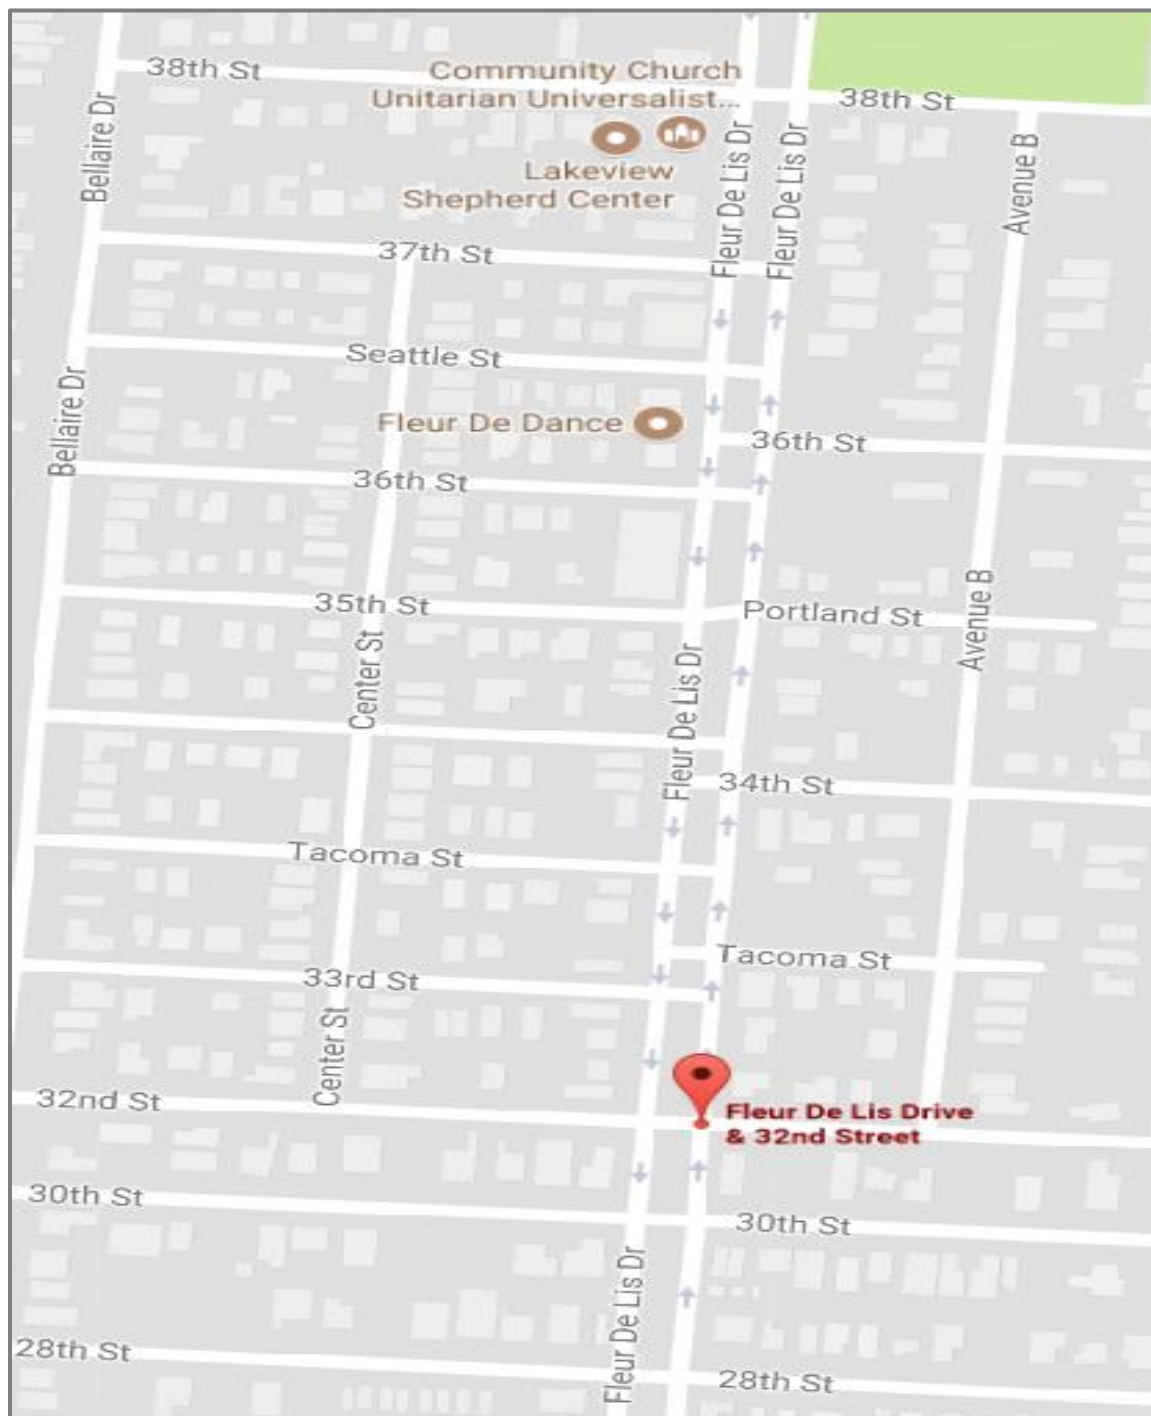 38th St
Community Church
Unitarian Universalist...
38th St
Bellaire Dr
Fleur De Lis Dr
Fleur De Lis Dr
Avenue B
Lakeview
Shepherd Center
37th St
Seattle St
Bellaire Dr
Fleur De Dance
36th St
36th St
35th St
Portland St
Avenue B
Center St
Fleur De Lis Dr
34th St
Tacoma St
Tacoma St
33rd St
Center St
32nd St
Fleur De Lis Drive
& 32nd Street
30th St
30th St
Fleur De Lis Dr
28th St
28th St